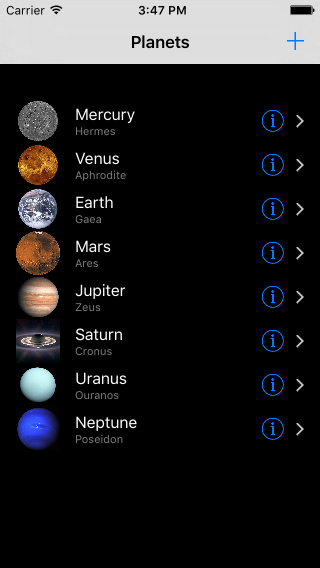 Carrier 3:47 PM
Planets
Mercury
Hermes
Venus
Aphrodite
Earth
Gaea
Mars
Ares
Jupiter
Zeus
Saturn
Cronus
Uranus
Ouranos
Neptune
Poseidon